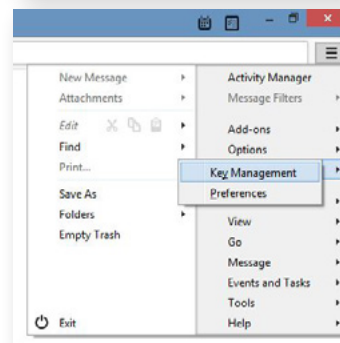 New Message
Attachments
Edit
Find
Print...
Save As
Folders
Empty Trash
Exit
Activity Manager
Message Filters
Add-ons
Options
Key Management
Preferences
View
Go
Message
Events and Tasks
Tools
Help